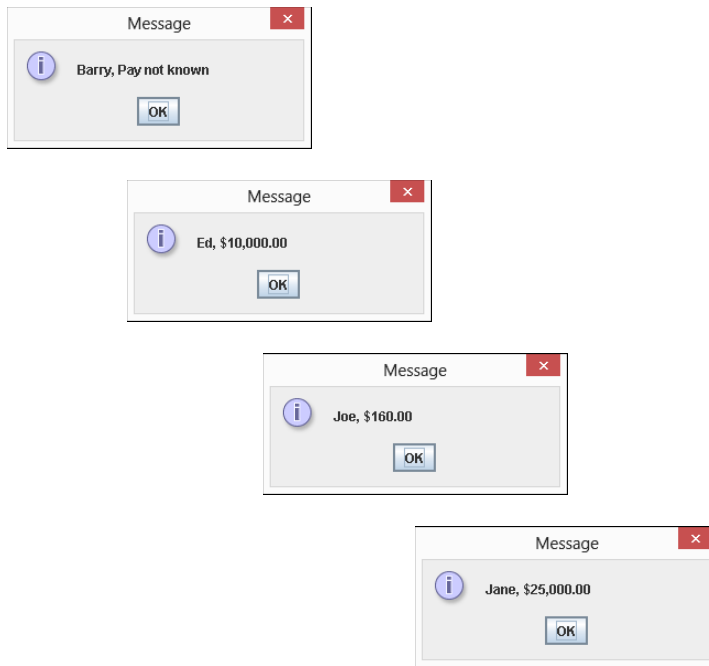 Message
Barry, Pay not known
OK
Message
Ed, $10,000.00
OK
Message
Joe, $160.00
OK
Message
Jane, $25,000.00
OK